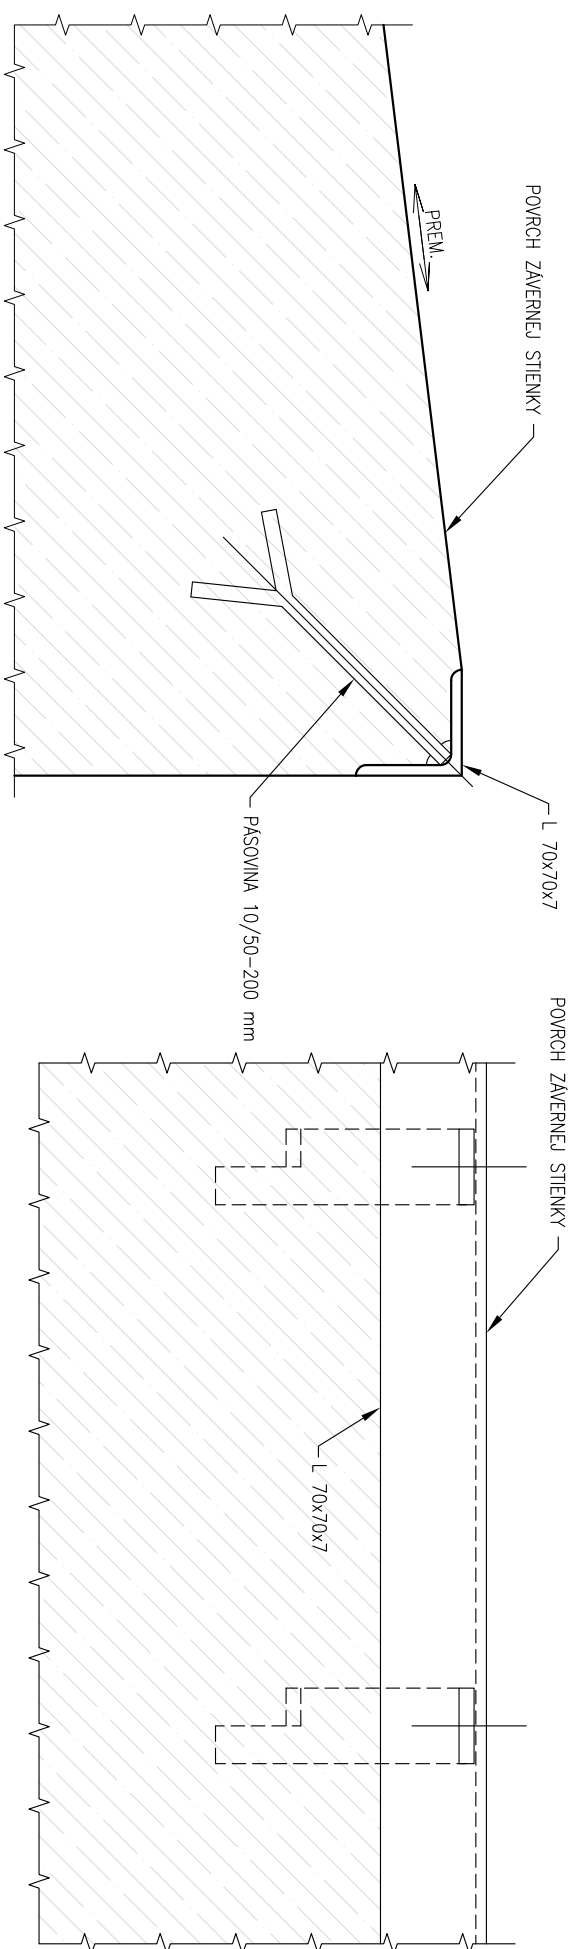 POVRCH ZÁVERNEJ STIENKY
PREM.
L 70x70x7
PÁSOVINA 10/50-200 mm
POVRCH ZÁVERNEJ STIENKY
L 70x70x7